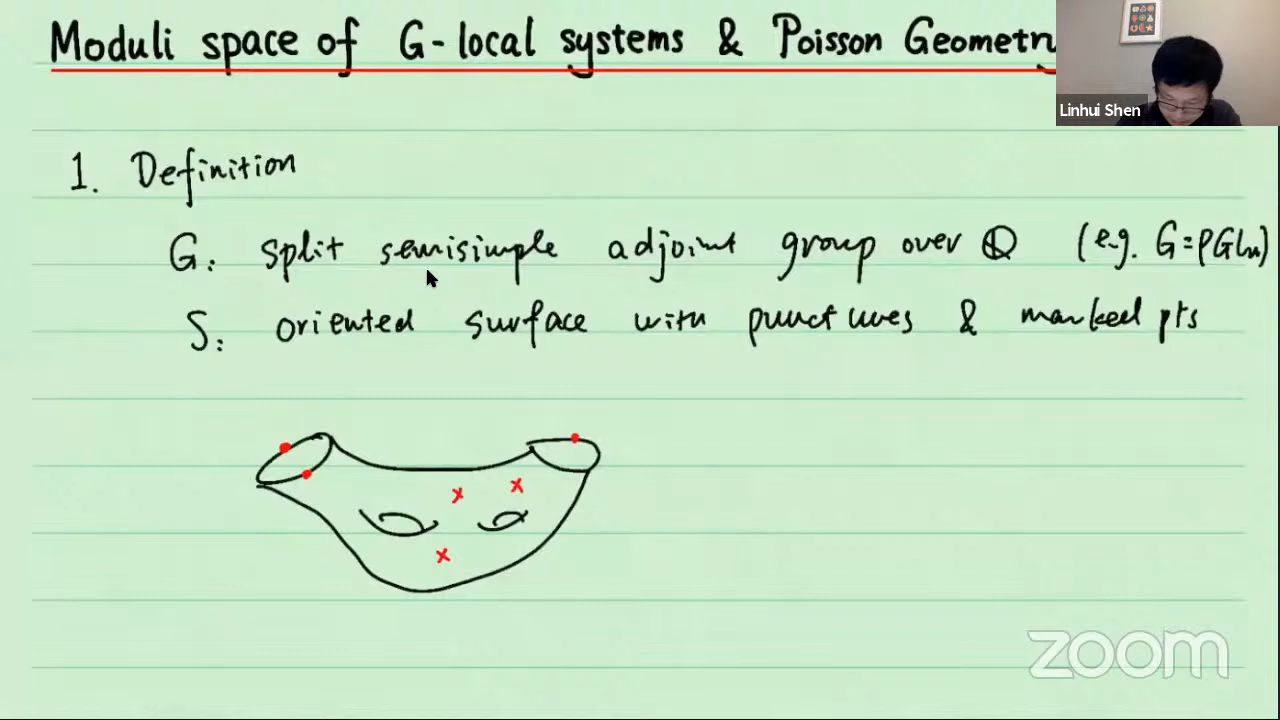 Moduli space of G-local systems & Poisson Geometry
Linhui Shen
1. Definition
G: split semisimple adjoint group over ℚ (e.g. G=PGLn)
S: oriented surface with punctures & marked pts
x x
x
zoom